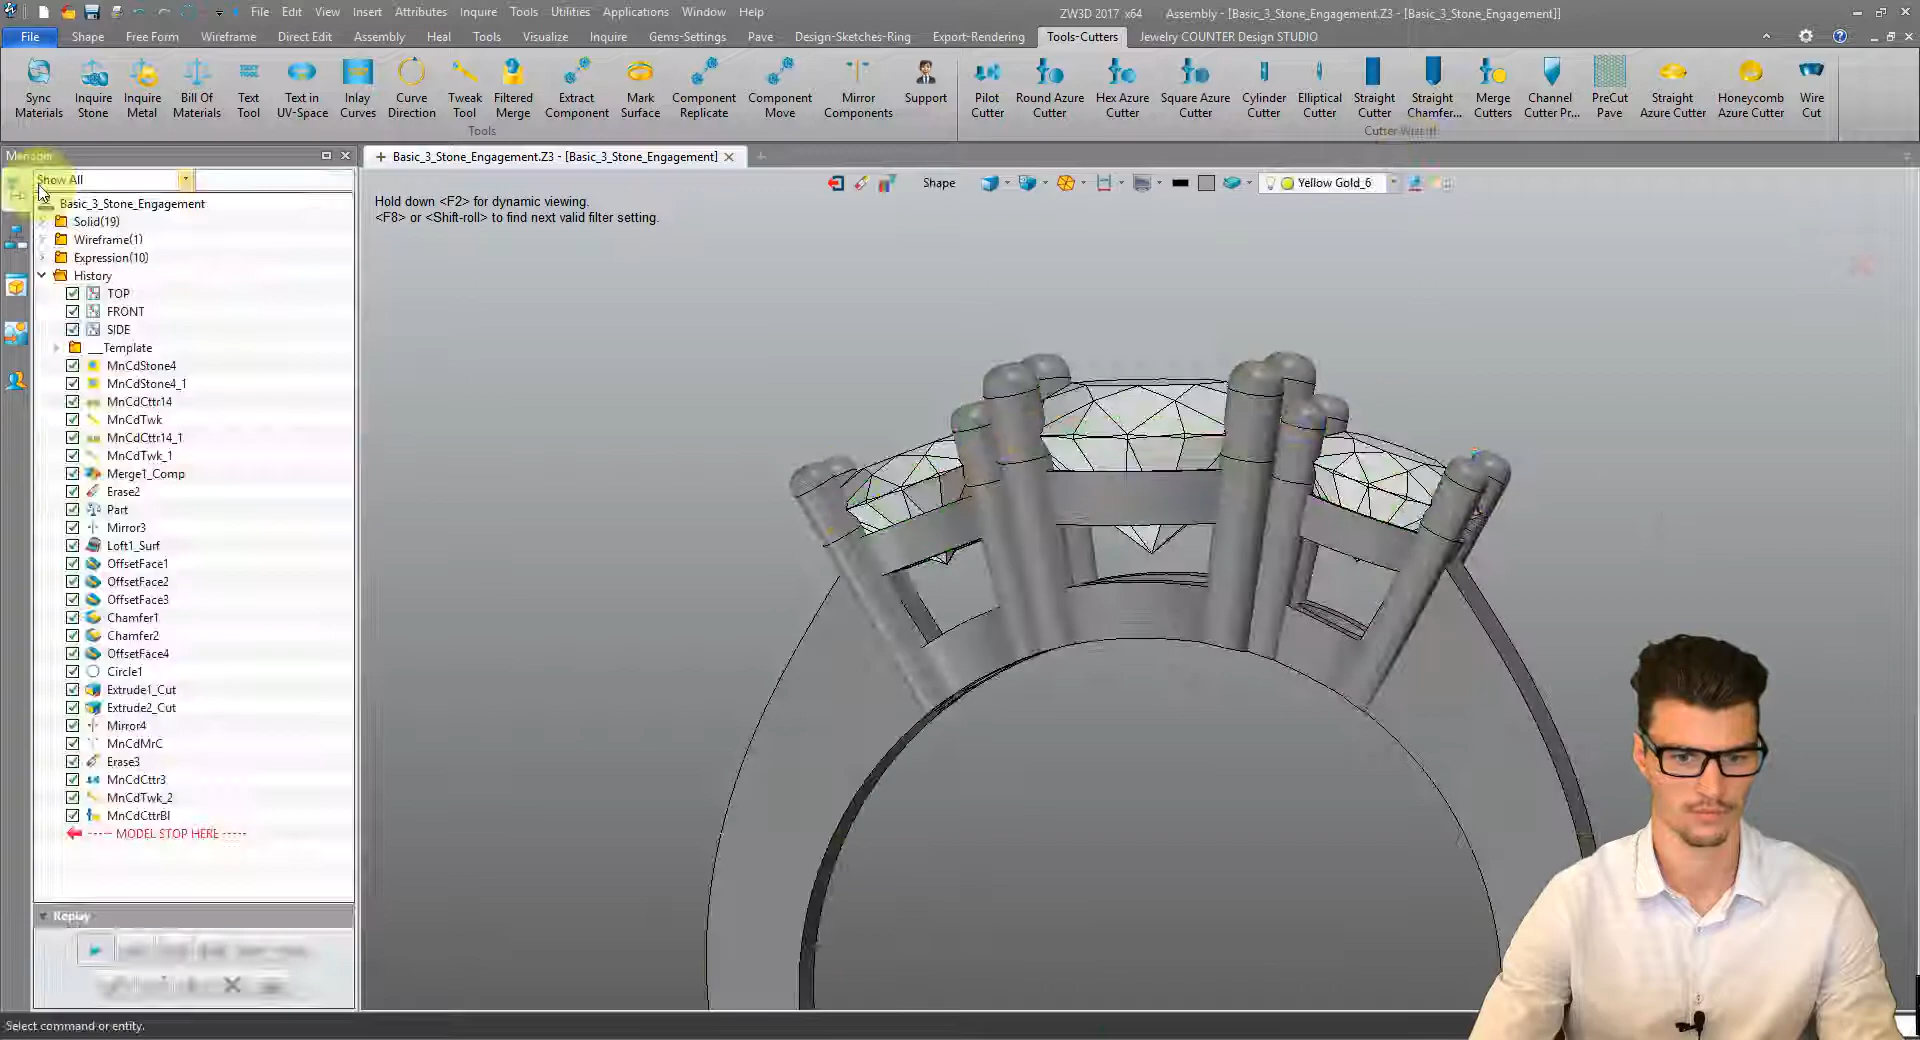 File Edit View Insert Attributes Inquire Tools Utilities Applications Window Help
ZW3D 2017 x64 Assembly - [Basic_3_Stone_Engagement.Z3 - [Basic_3_Stone_Engagement]]
File Shape Free Form Wireframe Direct Edit Assembly Heal Tools Visualize Inquire Gems-Settings Pave Design-Sketches-Ring Export-Rendering Tools-Cutters Jewelry COUNTER Design STUDIO
TEXT TOOL
Sync Materials
Inquire Stone
Inquire Metal
Bill Of Materials
Text Tool
Text in UV-Space
Inlay Curves
Curve Direction
Tweak Tool
Filtered Merge
Extract Component
Mark Surface
Component Replicate
Component Move
Mirror Components
Support
Pilot Cutter
Round Azure Cutter
Hex Azure Cutter
Square Azure Cutter
Cylinder Cutter
Elliptical Cutter
Straight Cutter
Straight Chamfer...
Merge Cutters
Channel Cutter Pr...
PreCut Pave
Straight Azure Cutter
Honeycomb Azure Cutter
Wire Cut
Tools
Cutter Wizard
Manager
Basic_3_Stone_Engagement.Z3 - [Basic_3_Stone_Engagement]
Show All
Shape
Yellow Gold_6
Hold down <F2> for dynamic viewing.
<F8> or <Shift-roll> to find next valid filter setting.
Basic_3_Stone_Engagement
Solid(19)
Wireframe(1)
Expression(10)
History
TOP
FRONT
SIDE
___Template
MnCdStone4
MnCdStone4_1
MnCdCttr14
MnCdTwk
MnCdCttr14_1
MnCdTwk_1
Merge1_Comp
Erase2
Part
Mirror3
Loft1_Surf
OffsetFace1
OffsetFace2
OffsetFace3
Chamfer1
Chamfer2
OffsetFace4
Circle1
Extrude1_Cut
Extrude2_Cut
Mirror4
MnCdMrC
Erase3
MnCdCttr3
MnCdTwk_2
MnCdCttrBl
----- MODEL STOP HERE -----
Replay
Select command or entity.